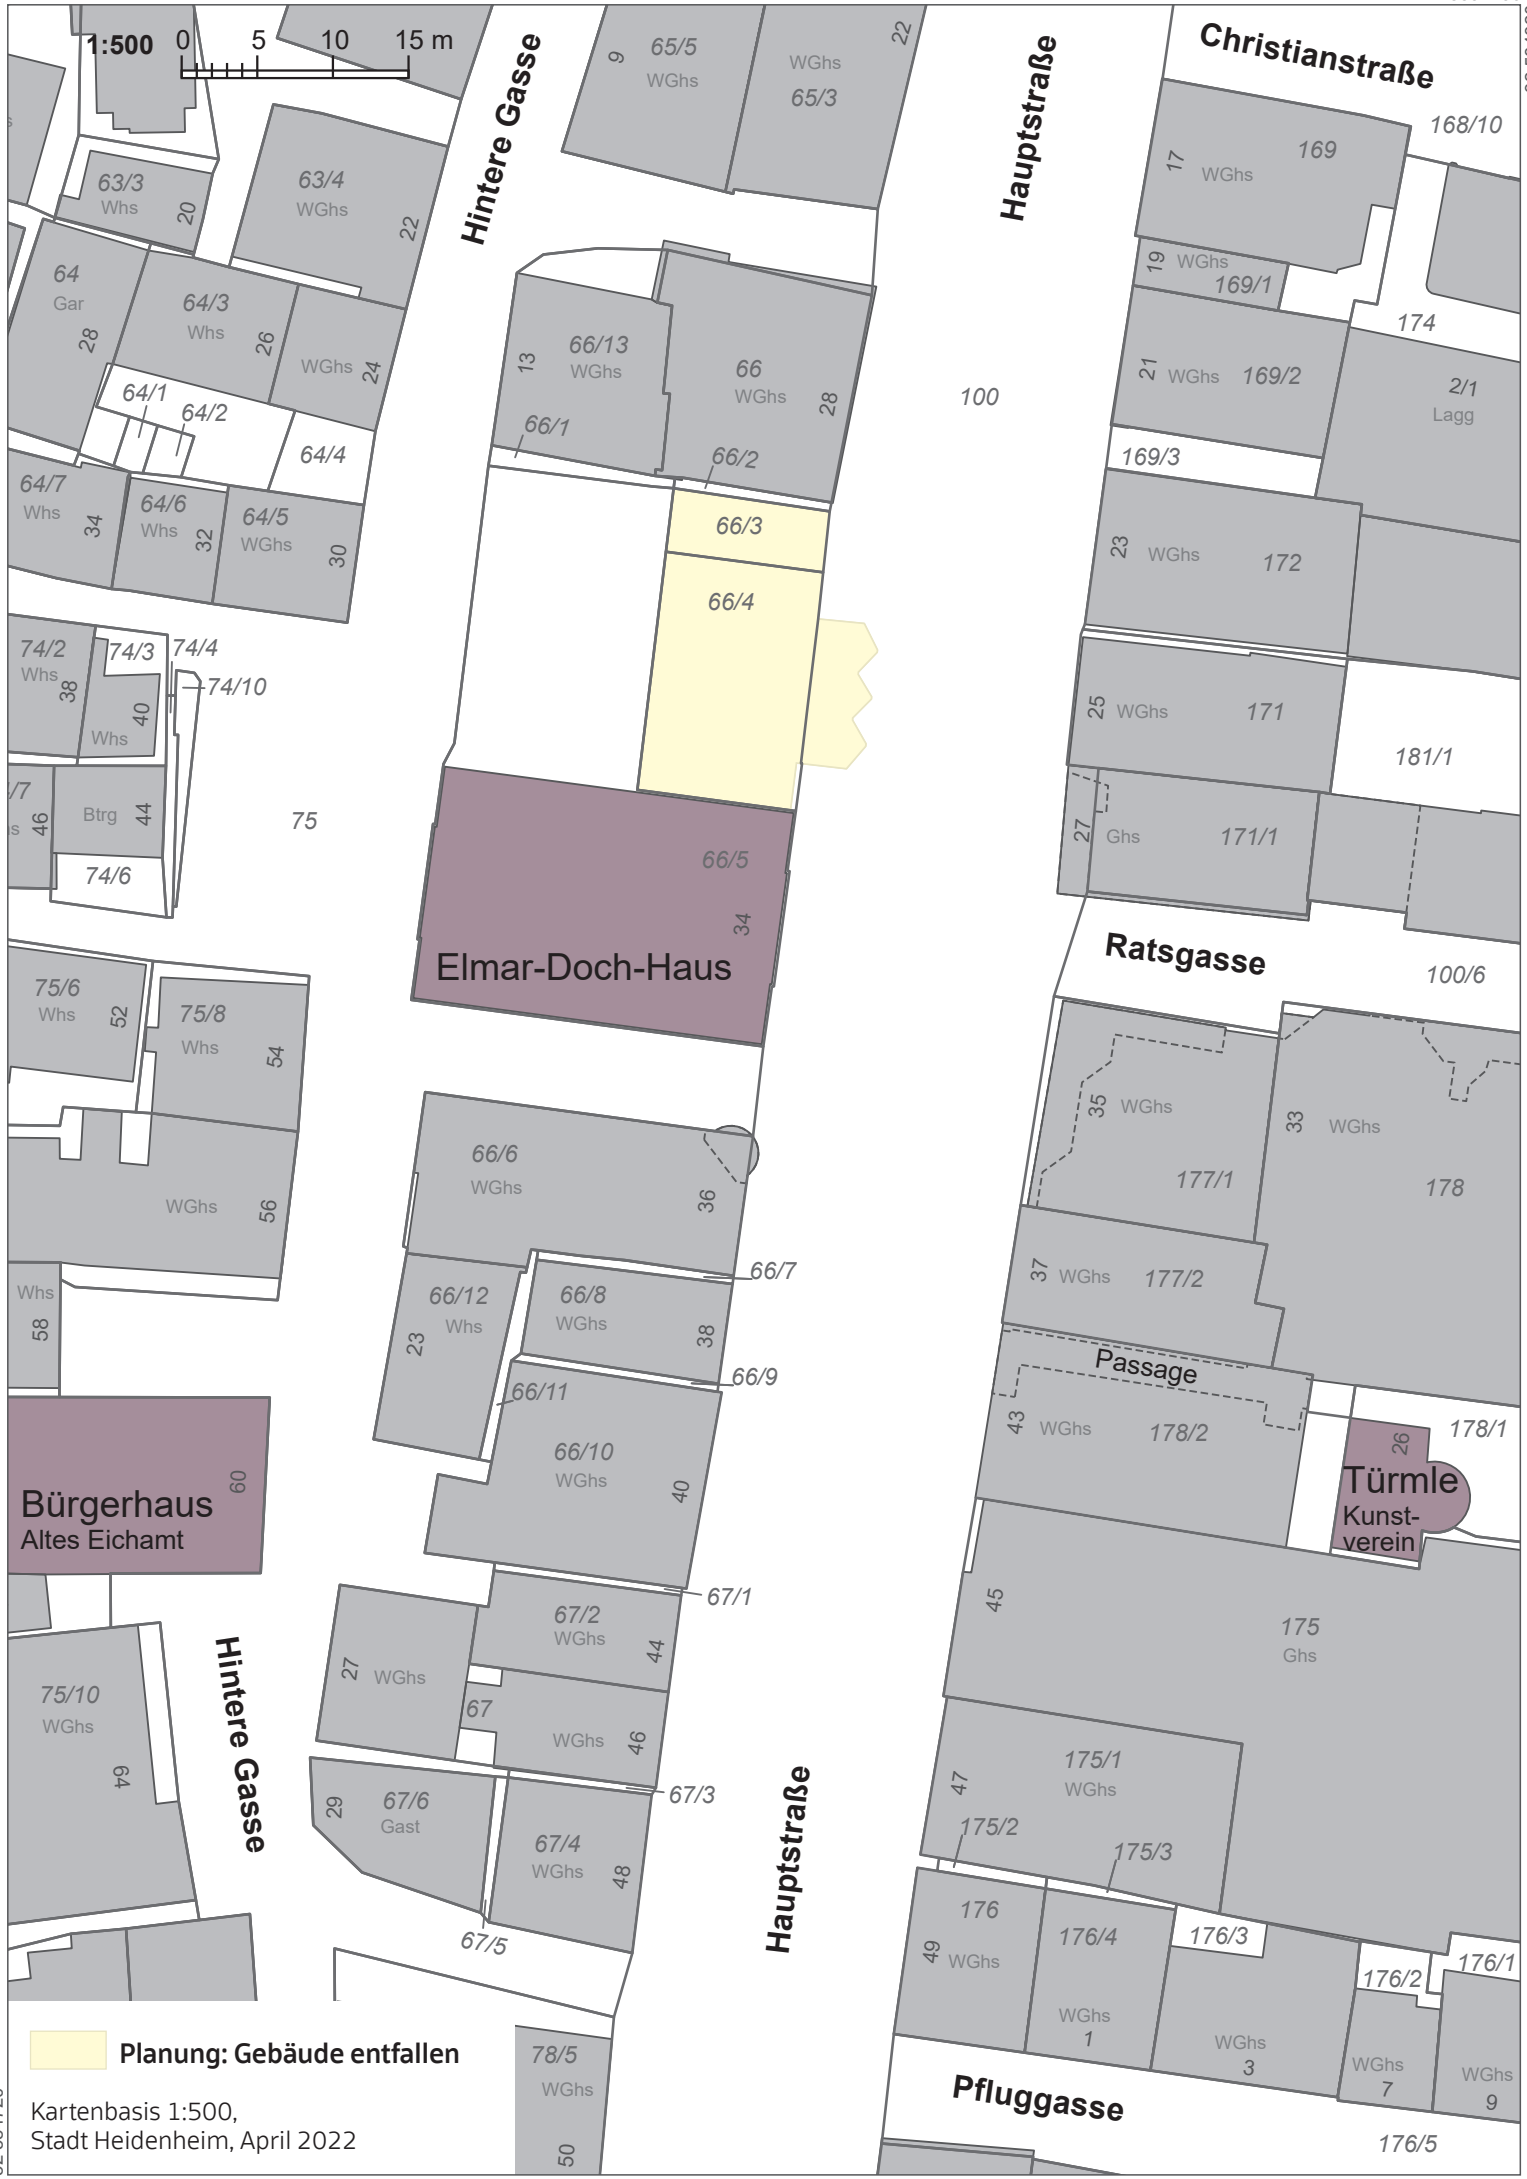 1:500 0 5 10 15 m
Hintere Gasse
9
65/5
WGhs
WGhs
65/3
22
Hauptstraße
Christianstraße
168/10
17
WGhs
169
63/3
Whs
20
63/4
WGhs
22
19
WGhs
169/1
174
64
Gar
28
64/3
Whs
26
WGhs
24
13
66/13
WGhs
66
WGhs
28
100
21
WGhs
169/2
2/1
Lagg
64/1
64/2
64/4
66/1
66/2
169/3
64/7
Whs
34
64/6
Whs
32
64/5
WGhs
30
66/3
23
WGhs
172
66/4
74/2
Whs
38
74/3
74/4
74/10
40
Whs
25
WGhs
171
181/1
/7
46
Btrg
44
74/6
75
27
Ghs
171/1
66/5
34
Elmar-Doch-Haus
Ratsgasse
100/6
75/6
Whs
52
75/8
Whs
54
35
WGhs
177/1
33
WGhs
178
66/6
WGhs
36
WGhs
56
66/7
37
WGhs
177/2
Whs
58
66/12
Whs
23
66/8
WGhs
38
66/9
66/11
Passage
43
WGhs
178/2
178/1
26
Türmle
Kunst-
verein
Bürgerhaus
Altes Eichamt
60
66/10
WGhs
40
67/1
45
175
Ghs
67/2
WGhs
44
27
WGhs
67
WGhs
46
67/3
Hintere Gasse
75/10
WGhs
64
29
67/6
Gast
67/4
WGhs
48
67/5
Hauptstraße
47
175/1
WGhs
175/2
175/3
176
49
WGhs
176/4
WGhs
1
176/3
WGhs
3
176/2
WGhs
7
176/1
WGhs
9
Planung: Gebäude entfallen
Kartenbasis 1:500,
Stadt Heidenheim, April 2022
78/5
WGhs
50
Pfluggasse
176/5